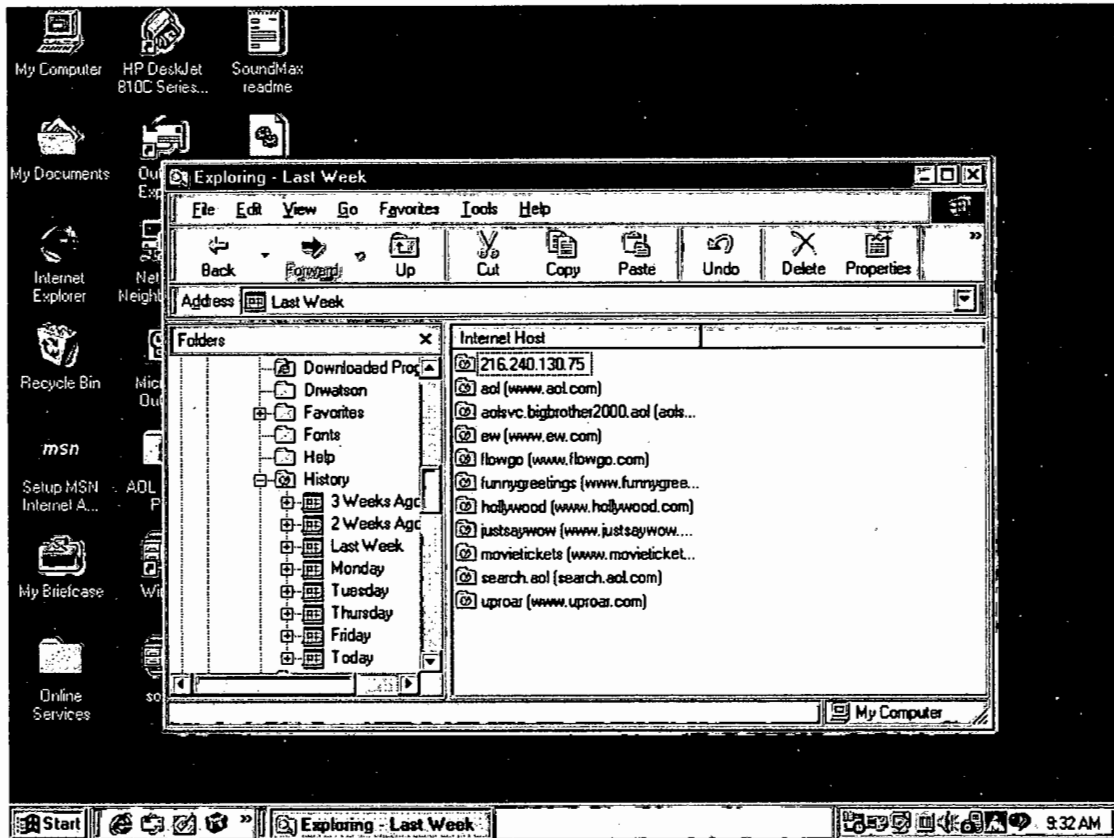 My Computer
HP DeskJet
810C Series...
SoundMax
readme
My Documents
Internet
Explorer
Recycle Bin
msn
Setup MSN
Internet A...
AOL
My Briefcase
Online
Services
Exploring - Last Week
File Edit View Go Favorites Tools Help
Back Forward Up Cut Copy Paste Undo Delete Properties »
Address Last Week
Folders
Downloaded Prog
Drwatson
Favorites
Fonts
Help
History
3 Weeks Ago
2 Weeks Ago
Last Week
Monday
Tuesday
Thursday
Friday
Today
Internet Host
216.240.130.75
aol (www.aol.com)
aolsvc.bigbrother2000.aol (aols...
ew (www.ew.com)
flowgo (www.flowgo.com)
funnygreetings (www.funnygree...
hollywood (www.hollywood.com)
justsaywow (www.justsaywow....
movietickets (www.movieticket...
search.aol (search.aol.com)
uproar (www.uproar.com)
My Computer
Start » Exploring - Last Week 9:32 AM